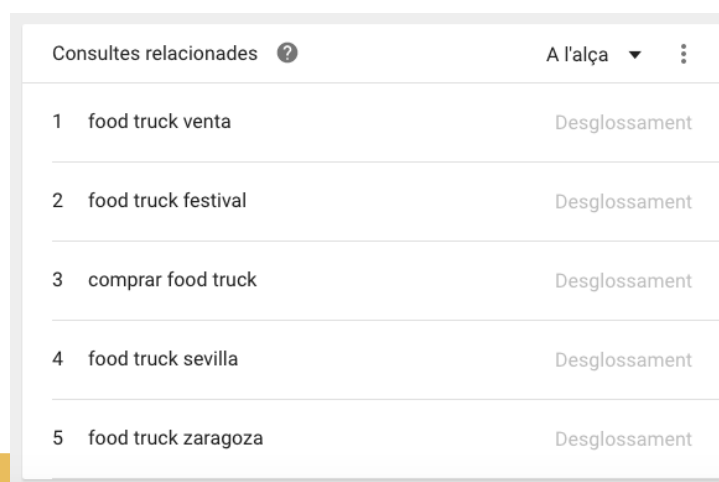 Consultes relacionades ? A l'alça
1 food truck venta Desglossament
2 food truck festival Desglossament
3 comprar food truck Desglossament
4 food truck sevilla Desglossament
5 food truck zaragoza Desglossament